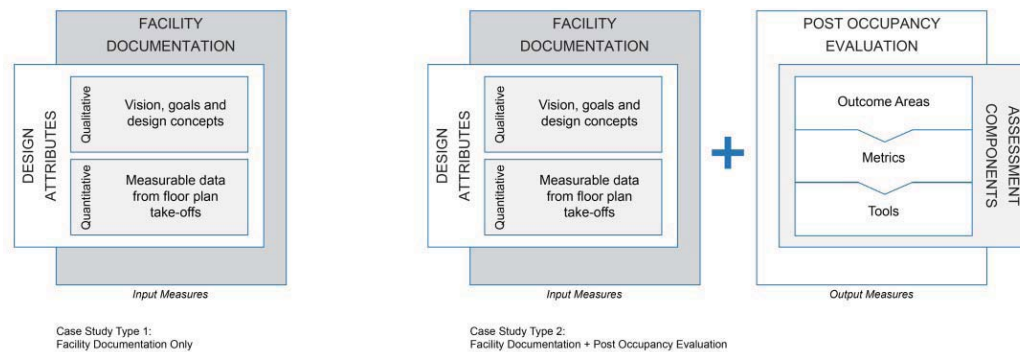 FACILITY
DOCUMENTATION
DESIGN
ATTRIBUTES
Qualitative
Vision, goals and
design concepts
Quantitative
Measurable data
from floor plan
take-offs
Input Measures
Case Study Type 1:
Facility Documentation Only
FACILITY
DOCUMENTATION
DESIGN
ATTRIBUTES
Qualitative
Vision, goals and
design concepts
Quantitative
Measurable data
from floor plan
take-offs
Input Measures
+
POST OCCUPANCY
EVALUATION
Outcome Areas
Metrics
Tools
ASSESSMENT
COMPONENTS
Output Measures
Case Study Type 2:
Facility Documentation + Post Occupancy Evaluation